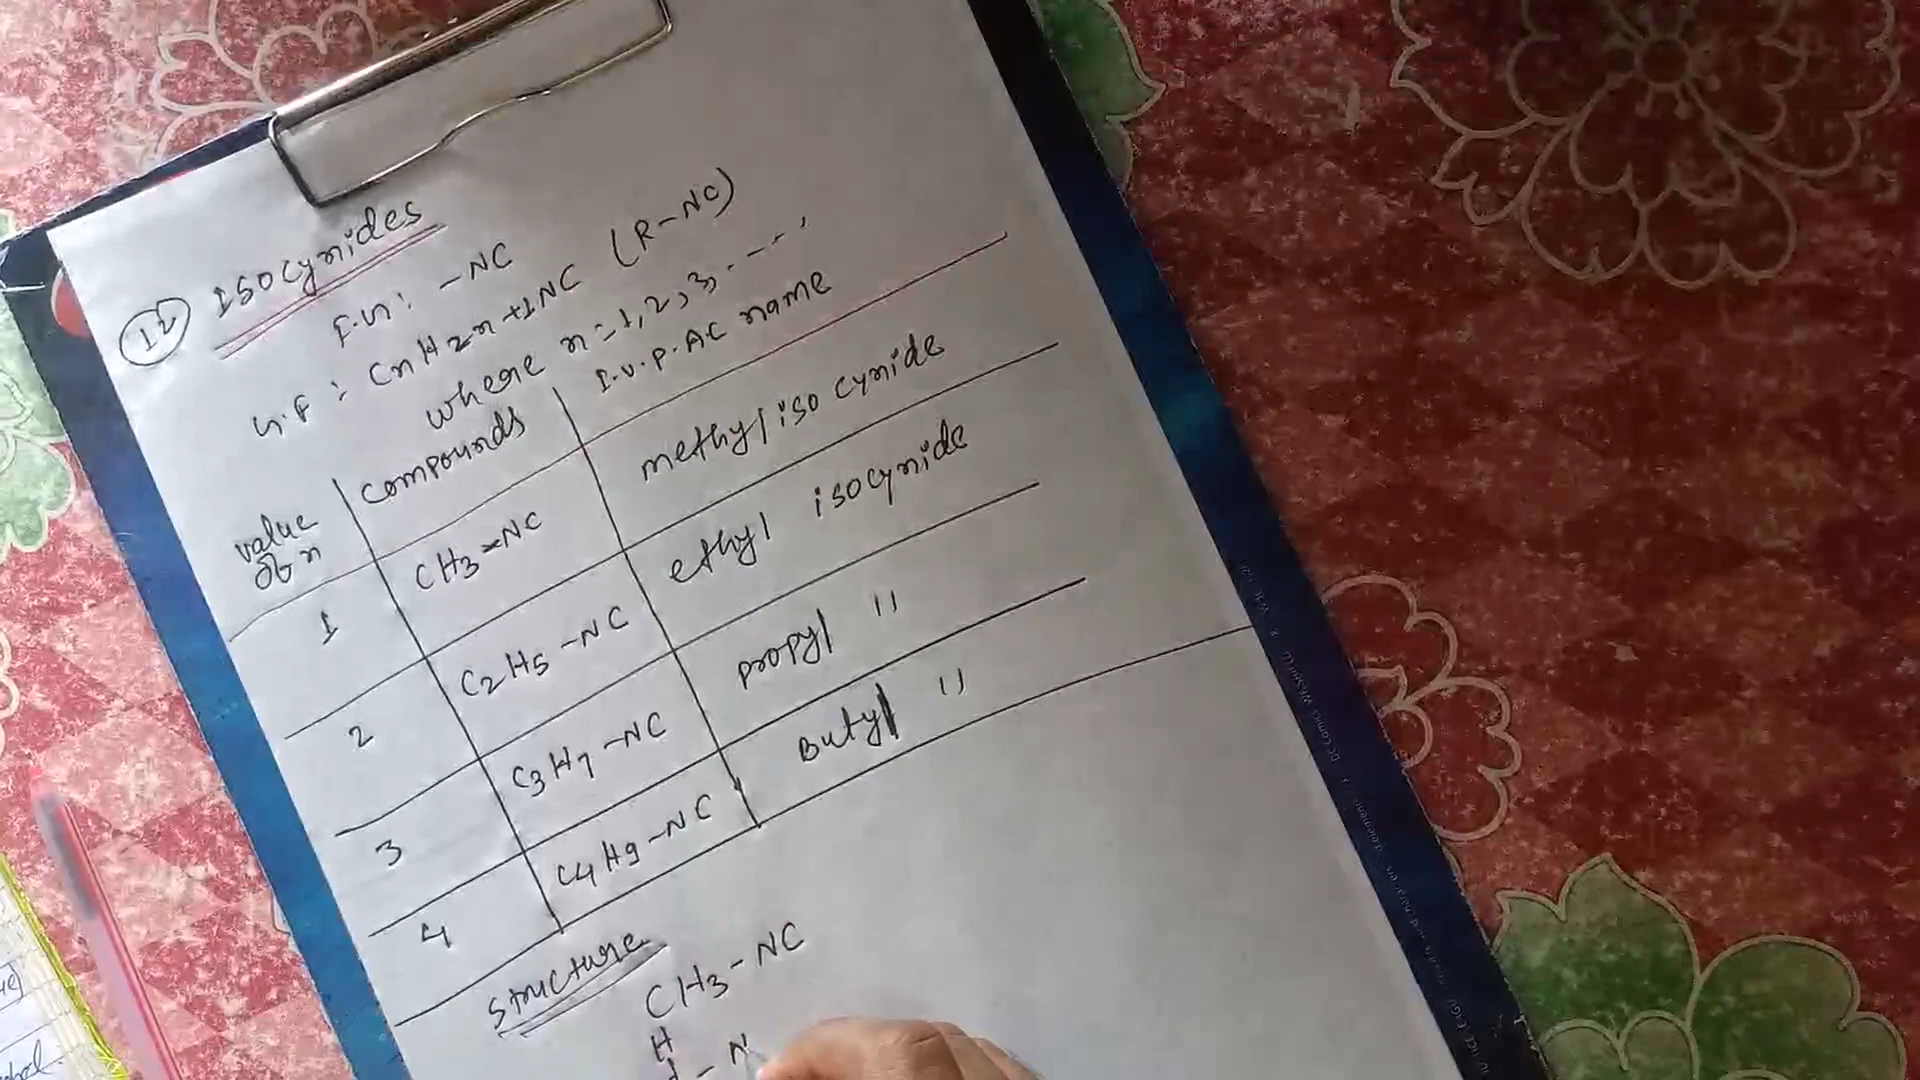 12 Isocynides
F.G: -NC
G.F: CnH2n+1NC (R-NC)
where n=1,2,3,.---,
value of n compounds I.U.P.AC name
1 CH3-NC methyl iso cynide
2 C2H5-NC ethyl isocynide
3 C3H7-NC propyl "
4 C4H9-NC Butyl "
Structure
CH3-NC
H
- N